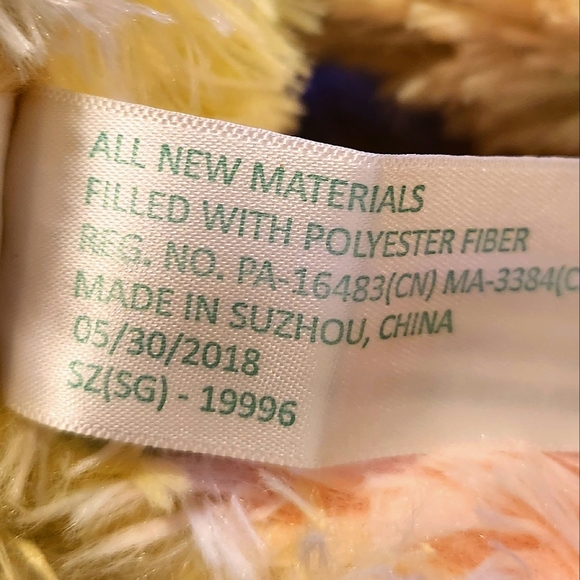 ALL NEW MATERIALS
FILLED WITH POLYESTER FIBER
REG. NO. PA-16483(CN) MA-3384(C
MADE IN SUZHOU, CHINA
05/30/2018
SZ(SG) - 19996